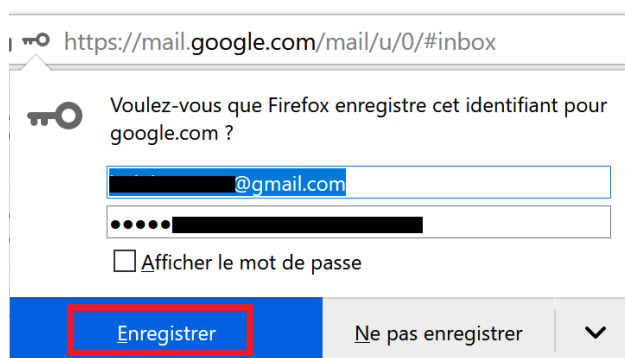 https://mail.google.com/mail/u/0/#inbox
Voulez-vous que Firefox enregistre cet identifiant pour
google.com ?
@gmail.com
●●●●●
Afficher le mot de passe
Enregistrer Ne pas enregistrer